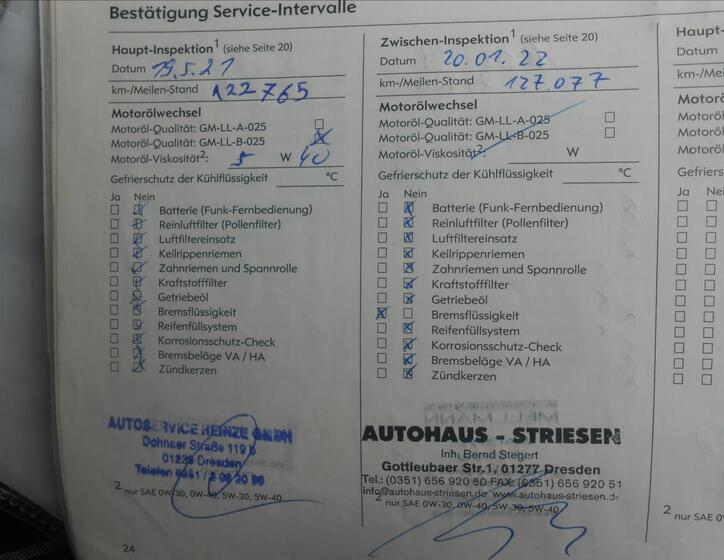 Bestätigung Service-Intervalle
Haupt-Inspektion¹ (siehe Seite 20)
Datum 19.5.21
km-/Meilen-Stand 122765
Motorölwechsel
Motoröl-Qualität: GM-LL-A-025
Motoröl-Qualität: GM-LL-B-025
Motoröl-Viskosität²: 5 W 40
Gefrierschutz der Kühlflüssigkeit °C
Ja Nein
Batterie (Funk-Fernbedienung)
Reinluftfilter (Pollenfilter)
Luftfiltereinsatz
Keilrippenriemen
Zahnriemen und Spannrolle
Kraftstofffilter
Getriebeöl
Bremsflüssigkeit
Reifenfüllsystem
Korrosionsschutz-Check
Bremsbeläge VA / HA
Zündkerzen
AUTOSERVICE HEINZE GMBH
Dohnaer Straße 119 b
01239 Dresden
Telefon 0351 / 2 06 20 90
² nur SAE 0W-30, 0W-40, 5W-30, 5W-40
24
Zwischen-Inspektion¹ (siehe Seite 20)
Datum 20.01.22
km-/Meilen-Stand 127.077
Motorölwechsel
Motoröl-Qualität: GM-LL-A-025
Motoröl-Qualität: GM-LL-B-025
Motoröl-Viskosität²: W
Gefrierschutz der Kühlflüssigkeit °C
Ja Nein
Batterie (Funk-Fernbedienung)
Reinluftfilter (Pollenfilter)
Luftfiltereinsatz
Keilrippenriemen
Zahnriemen und Spannrolle
Kraftstofffilter
Getriebeöl
Bremsflüssigkeit
Reifenfüllsystem
Korrosionsschutz-Check
Bremsbeläge VA / HA
Zündkerzen
AUTOHAUS - STRIESEN
Inh. Bernd Stegert
Gottleubaer Str.1, 01277 Dresden
Tel.: (0351) 656 920 50 FAX: (0351) 656 920 51
info@autohaus-striesen.de www.autohaus-striesen.d
² nur SAE 0W-30, 0W-40, 5W-30, 5W-40
Haupt-
Datum
km-/Me
Motorö
Motoröl
Motoröl
Motoröl
Gefriers
Ja Nein
² nur SA